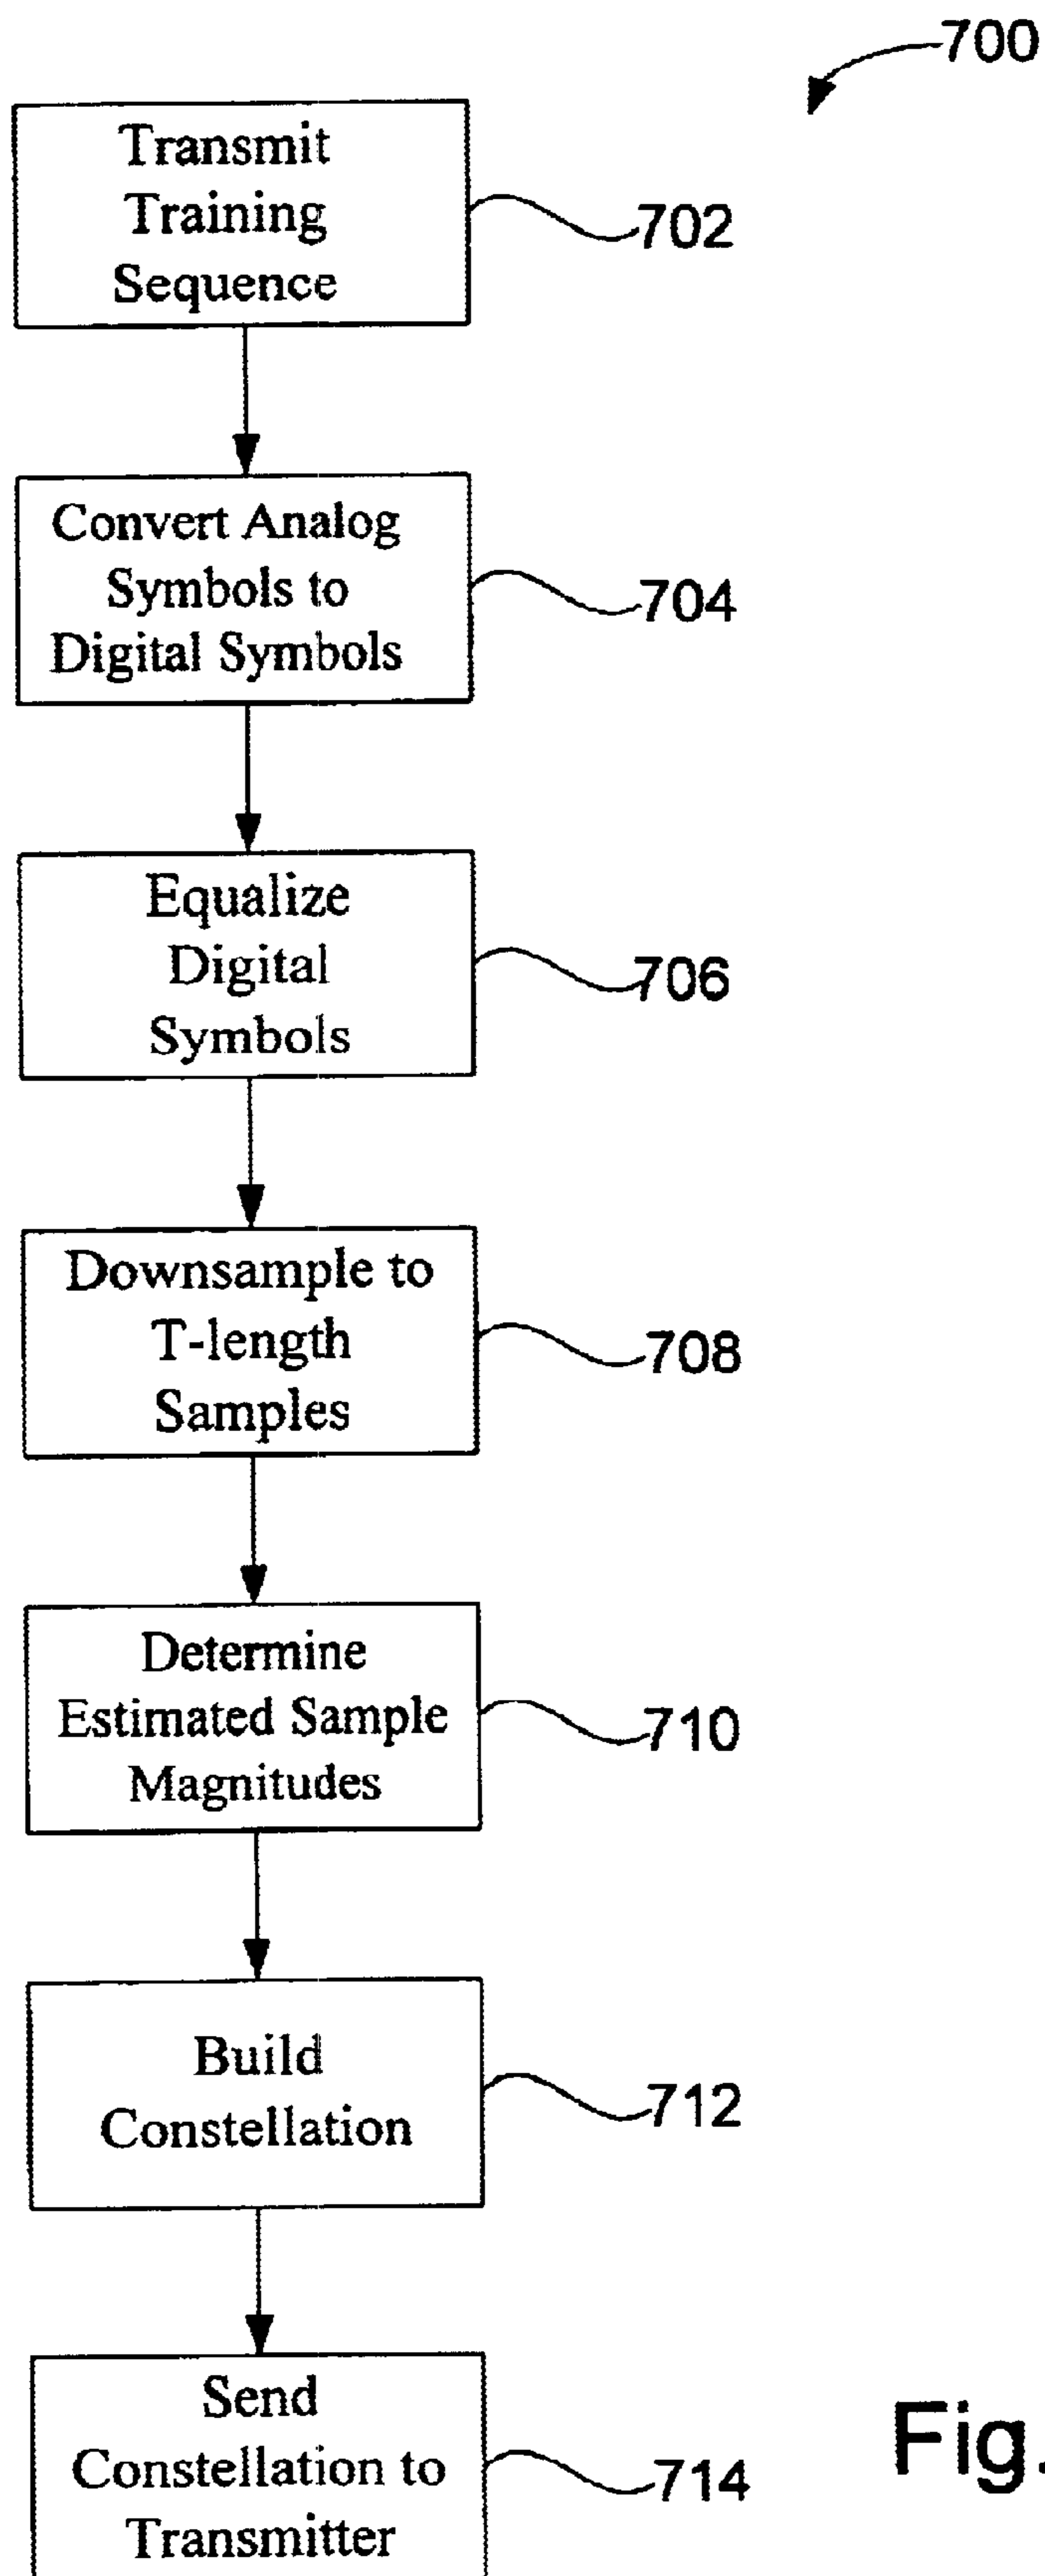 700
Transmit
Training
Sequence
702
Convert Analog
Symbols to
Digital Symbols
704
Equalize
Digital
Symbols
706
Downsample to
T-length
Samples
708
Determine
Estimated Sample
Magnitudes
710
Build
Constellation
712
Send
Constellation to
Transmitter
714
Fig.